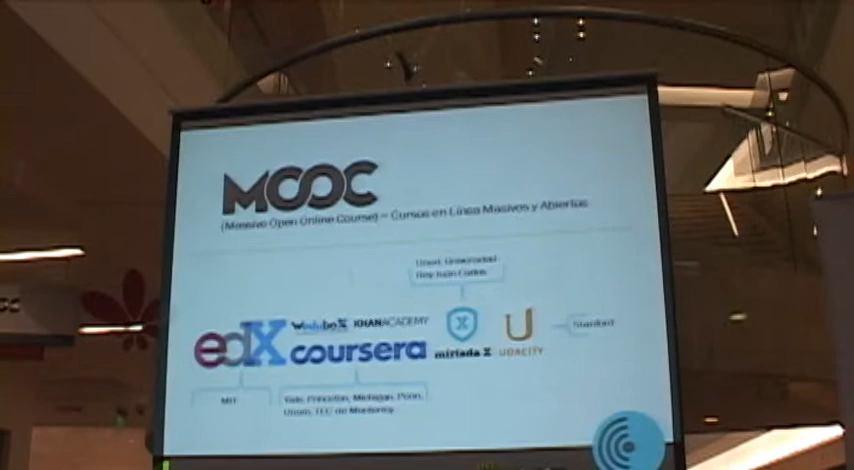 MOOC
(Massive Open Online Course) – Cursos en Línea Masivos y Abiertos
Uned, Universidad
Rey Juan Carlos
edX
Wedubox
KHANACADEMY
coursera
miríada X
UDACITY
Stanford
MIT
Yale, Princeton, Michigan, Penn,
Unam, TEC de Monterrey